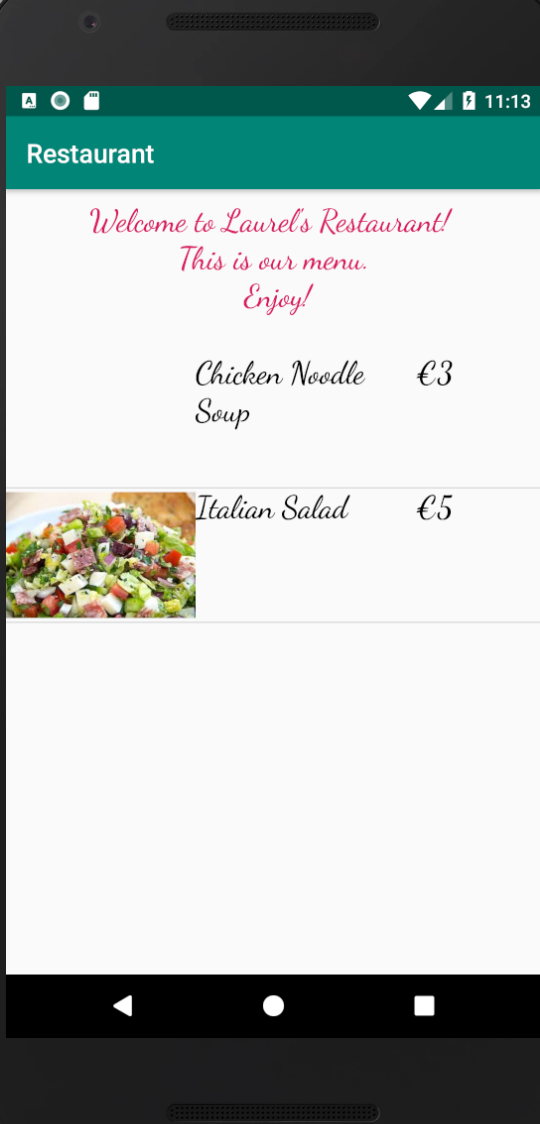 11:13
Restaurant
Welcome to Laurel's Restaurant!
This is our menu.
Enjoy!
Chicken Noodle €3
Soup
Italian Salad €5